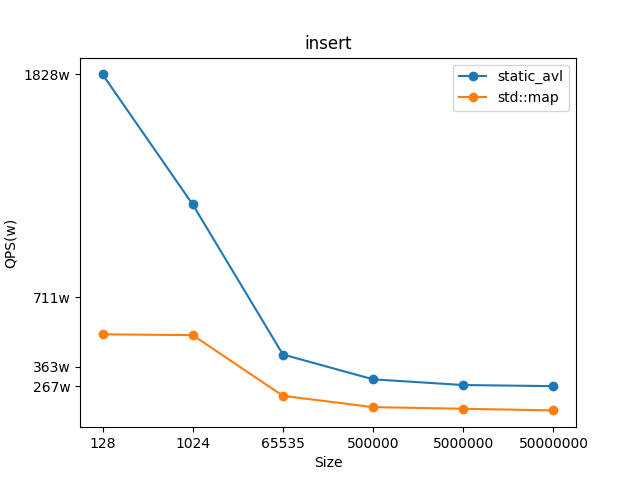 insert
static_avl
std::map
1828w
711w
363w
267w
QPS(w)
128 1024 65535 500000 5000000 50000000
Size